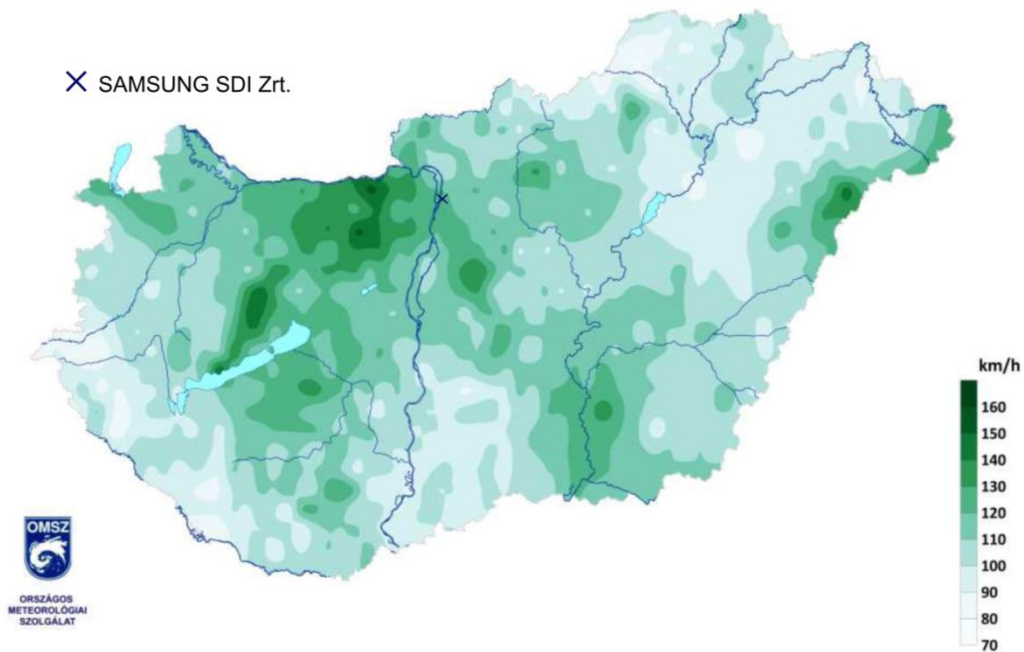 SAMSUNG SDI Zrt.
km/h
160
150
140
130
120
110
100
90
80
70
OMSZ
ORSZÁGOS
METEOROLÓGIAI
SZOLGÁLAT